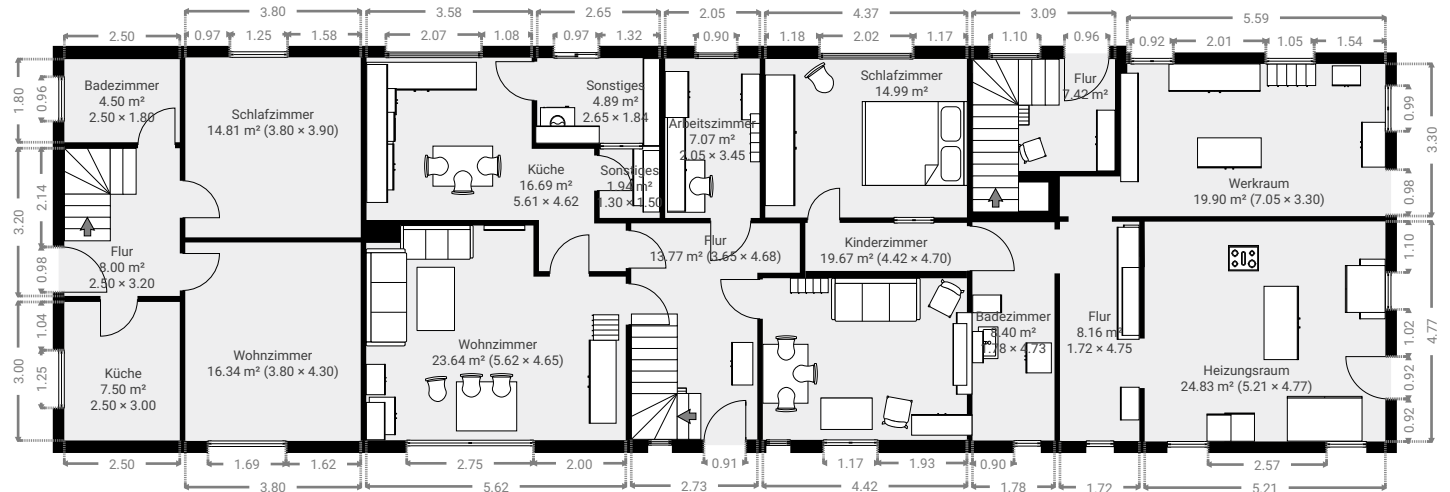 3.80
3.58
2.65
2.05
4.37
3.09
5.59
2.50
0.97
1.25
1.58
2.07
1.08
0.97
1.32
0.90
1.18
2.02
1.17
1.10
0.96
0.92
2.01
1.05
1.54
1.80
0.96
Badezimmer
4.50 m²
2.50 × 1.80
Schlafzimmer
14.81 m² (3.80 × 3.90)
Küche
16.69 m²
5.61 × 4.62
Sonstiges
4.89 m²
2.65 × 1.84
Sonstiges
1.94 m²
1.30 × 1.50
Arbeitszimmer
7.07 m²
2.05 × 3.45
Schlafzimmer
14.99 m²
Flur
7.42 m²
Werkraum
19.90 m² (7.05 × 3.30)
0.99
3.30
0.98
3.20
2.14
0.98
Flur
8.00 m²
2.50 × 3.20
Flur
13.77 m² (3.65 × 4.68)
Kinderzimmer
19.67 m² (4.42 × 4.70)
1.10
3.00
1.04
1.25
Küche
7.50 m²
2.50 × 3.00
Wohnzimmer
16.34 m² (3.80 × 4.30)
Wohnzimmer
23.64 m² (5.62 × 4.65)
Badezimmer
8.40 m²
1.78 × 4.73
Flur
8.16 m²
1.72 × 4.75
Heizungsraum
24.83 m² (5.21 × 4.77)
1.02
4.77
0.92
0.92
2.50
1.69
1.62
2.75
2.00
0.91
1.17
1.93
0.90
2.57
3.80
5.62
2.73
4.42
1.78
1.72
5.21